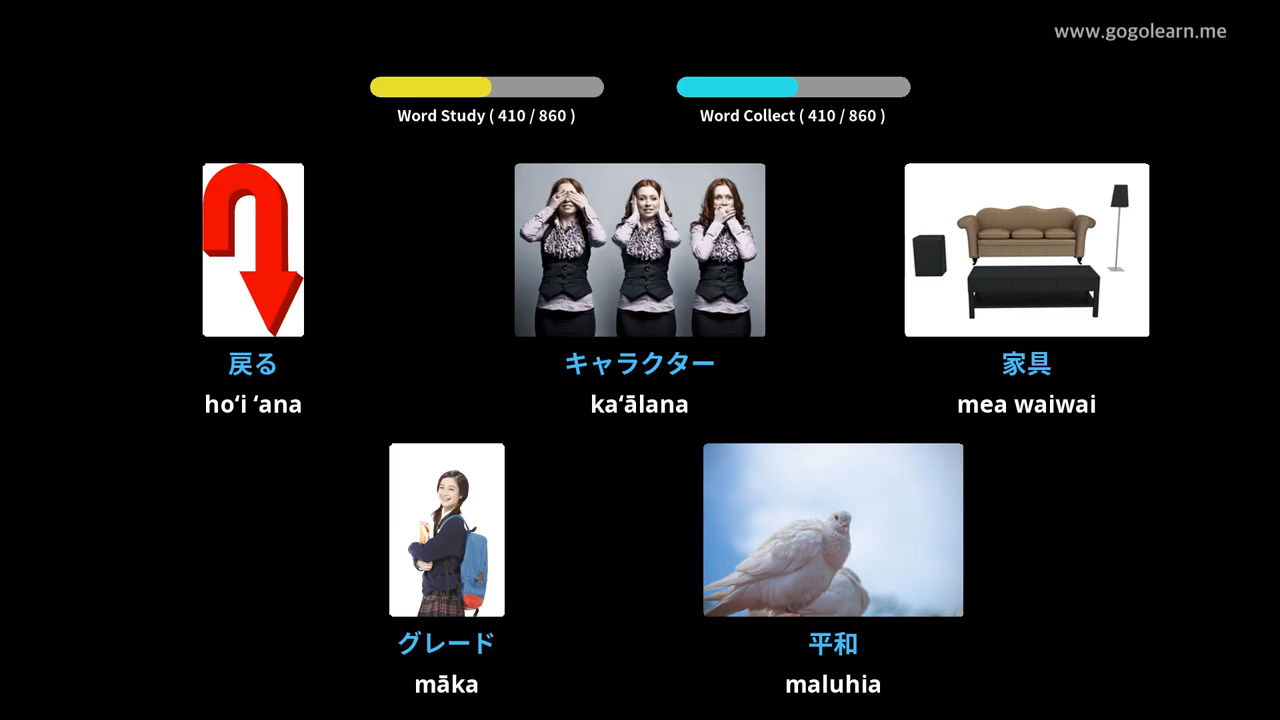 www.gogolearn.me
Word Study ( 410 / 860 )
Word Collect ( 410 / 860 )
戻る
キャラクター
家具
hoʻi ʻana
kaʻālana
mea waiwai
グレード
平和
māka
maluhia